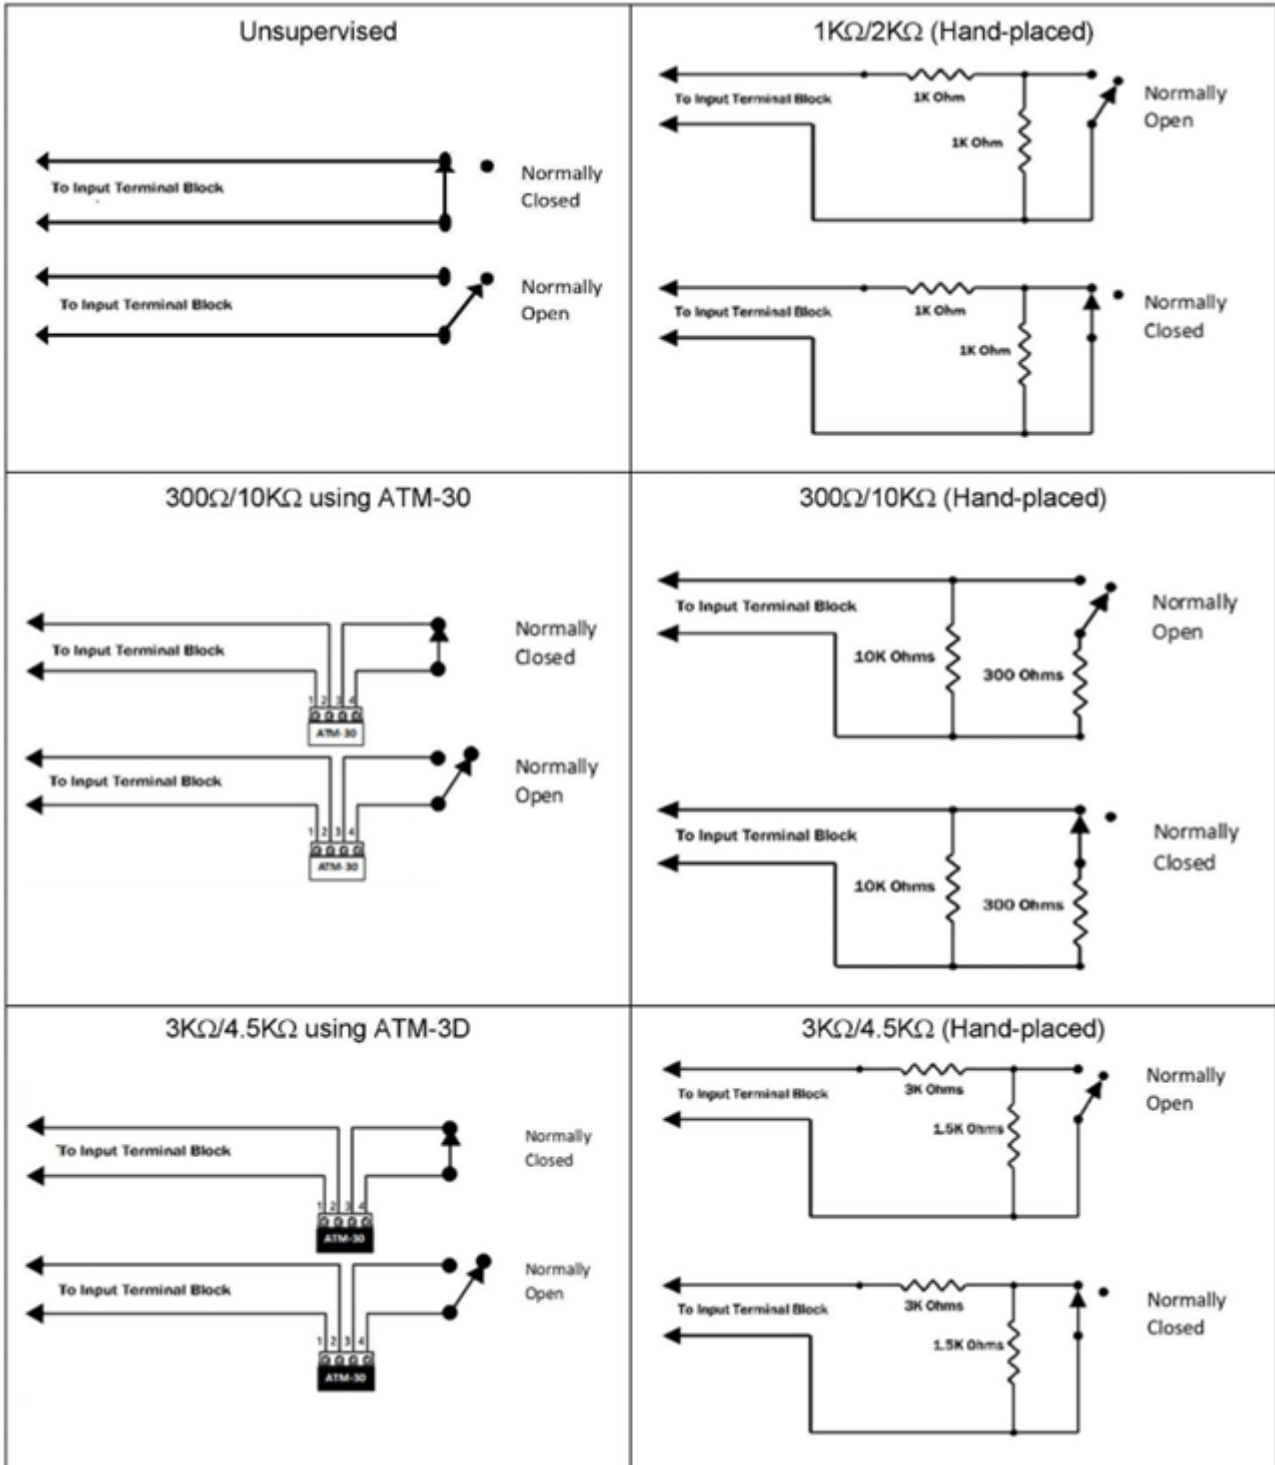 Unsupervised
To Input Terminal Block
Normally
Closed
To Input Terminal Block
Normally
Open
1KΩ/2KΩ (Hand-placed)
To Input Terminal Block
1K Ohm
1K Ohm
Normally
Open
To Input Terminal Block
1K Ohm
1K Ohm
Normally
Closed
300Ω/10KΩ using ATM-30
To Input Terminal Block
Normally
Closed
1 2 3 4
ATM-30
To Input Terminal Block
Normally
Open
1 2 3 4
ATM-30
300Ω/10KΩ (Hand-placed)
To Input Terminal Block
10K Ohms
300 Ohms
Normally
Open
To Input Terminal Block
10K Ohms
300 Ohms
Normally
Closed
3KΩ/4.5KΩ using ATM-3D
To Input Terminal Block
Normally
Closed
1 2 3 4
ATM-30
To Input Terminal Block
Normally
Open
1 2 3 4
ATM-30
3KΩ/4.5KΩ (Hand-placed)
To Input Terminal Block
3K Ohms
1.5K Ohms
Normally
Open
To Input Terminal Block
3K Ohms
1.5K Ohms
Normally
Closed